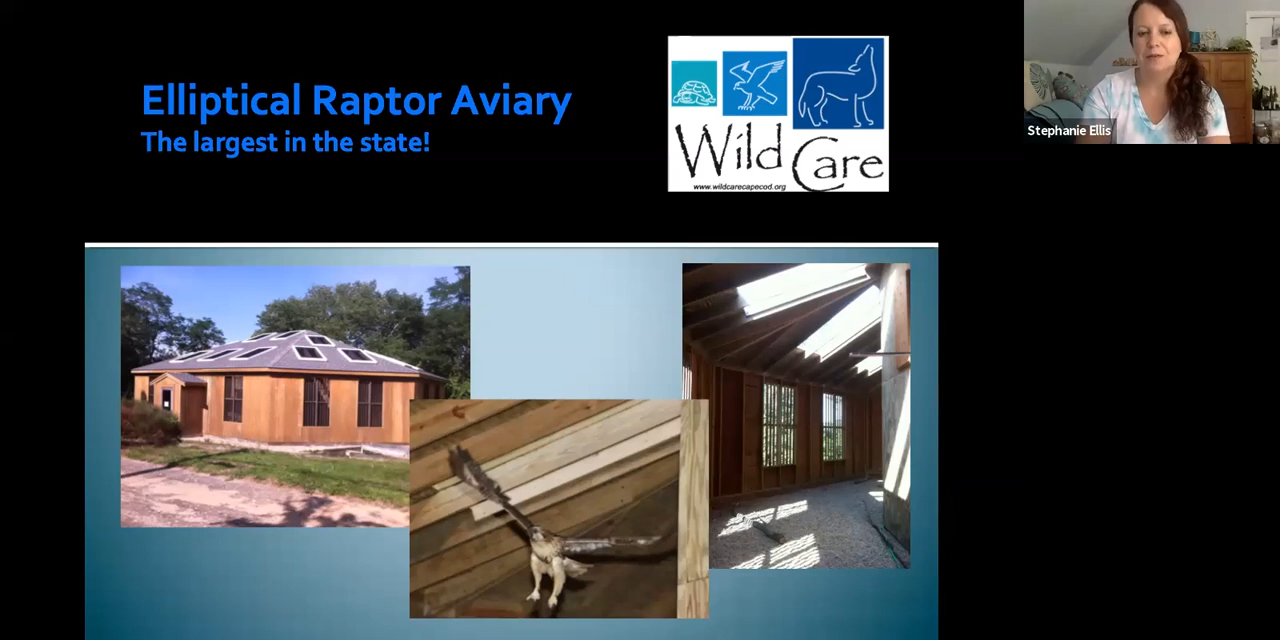 Elliptical Raptor Aviary
The largest in the state!
Wild Care
www.wildcarecapecod.org
Stephanie Ellis